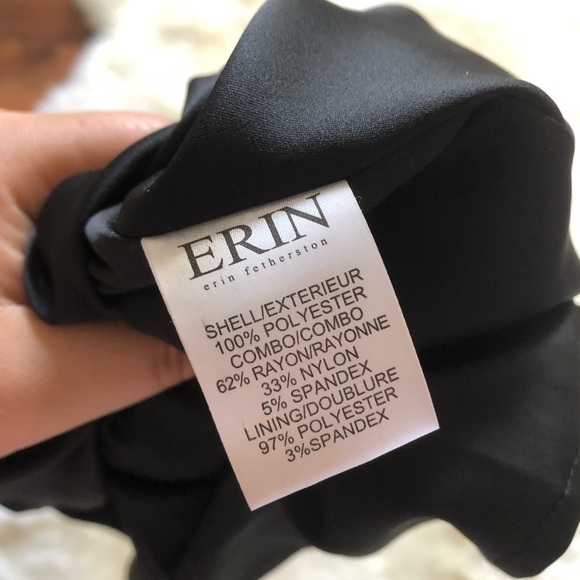 ERIN
erin fetherston
SHELL/EXTERIEUR
100% POLYESTER
COMBO/COMBO
62% RAYON/RAYONNE
33% NYLON
5% SPANDEX
LINING/DOUBLURE
97% POLYESTER
3%SPANDEX